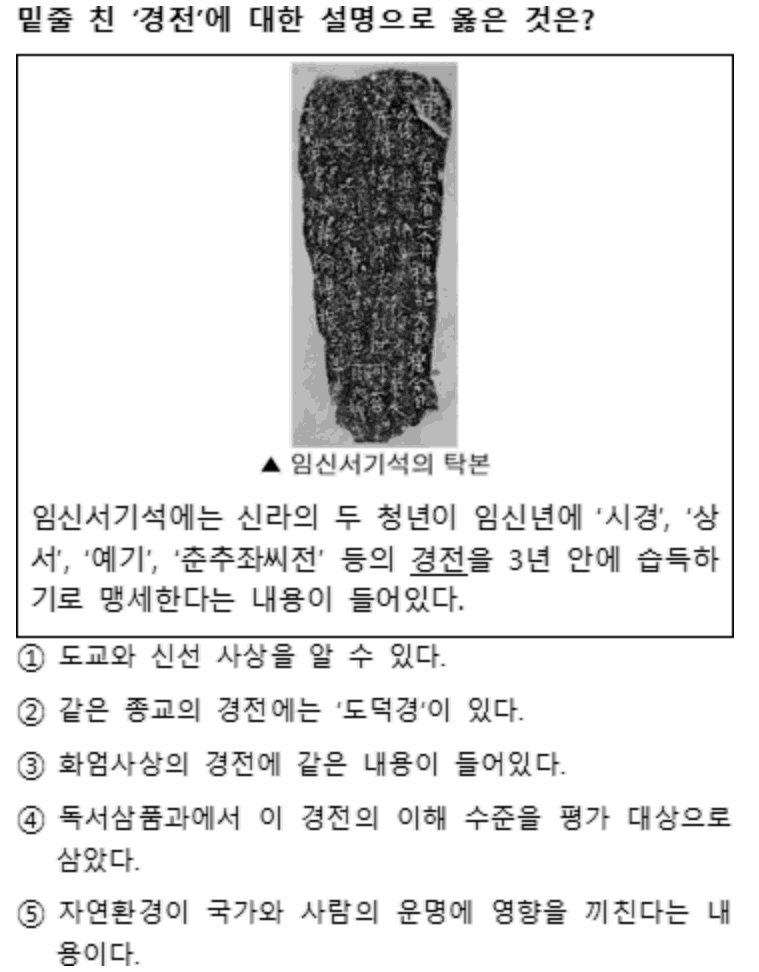 밑줄 친 ‘경전’에 대한 설명으로 옳은 것은?
▲ 임신서기석의 탁본
임신서기석에는 신라의 두 청년이 임신년에 ‘시경’, ‘상
서’, ‘예기’, ‘춘추좌씨전’ 등의 경전을 3년 안에 습득하
기로 맹세한다는 내용이 들어있다.
① 도교와 신선 사상을 알 수 있다.
② 같은 종교의 경전에는 ‘도덕경’이 있다.
③ 화엄사상의 경전에 같은 내용이 들어있다.
④ 독서삼품과에서 이 경전의 이해 수준을 평가 대상으로
삼았다.
⑤ 자연환경이 국가와 사람의 운명에 영향을 끼친다는 내
용이다.